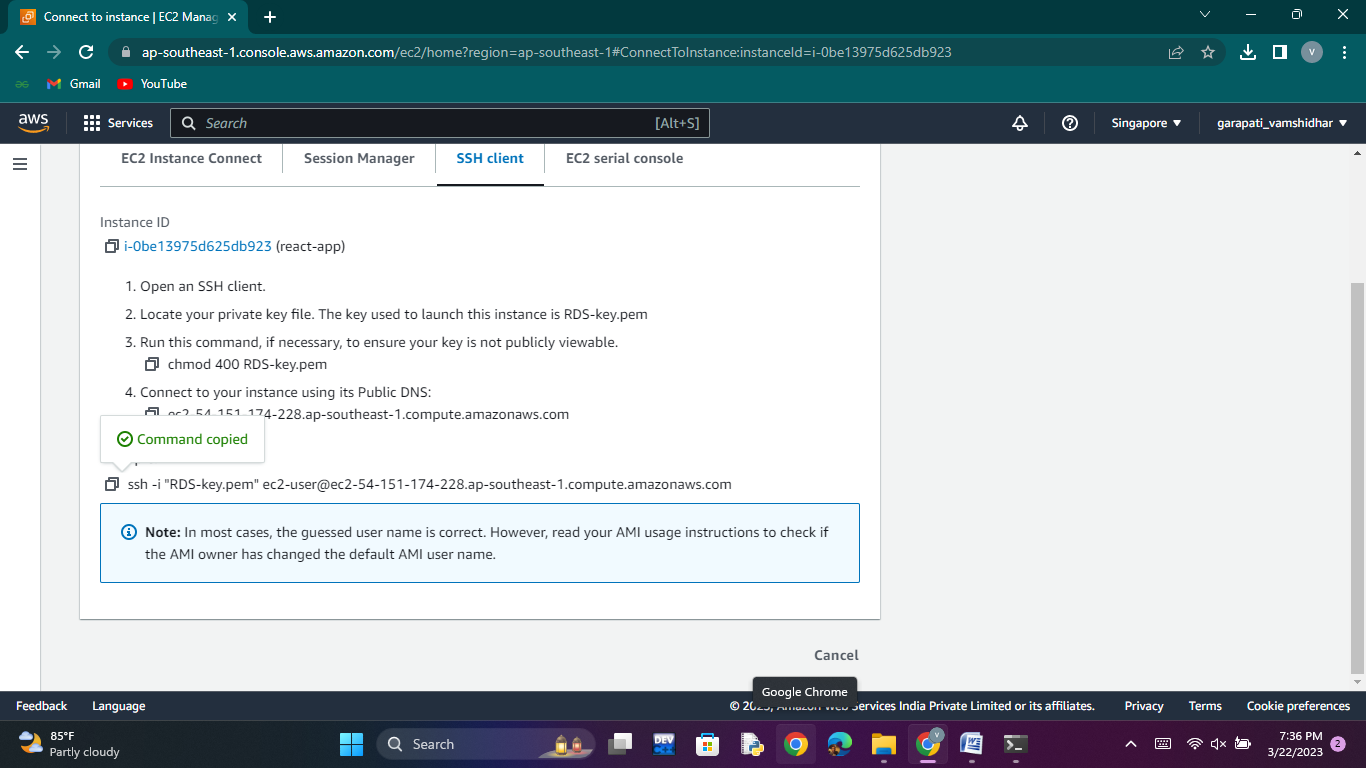 Connect to instance | EC2 Manag
ap-southeast-1.console.aws.amazon.com/ec2/home?region=ap-southeast-1#ConnectToInstance:instanceId=i-0be13975d625db923
V
Gmail
YouTube
aws
Services
Search
[Alt+S]
Singapore
garapati_vamshidhar
EC2 Instance Connect
Session Manager
SSH client
EC2 serial console
Instance ID
i-0be13975d625db923 (react-app)
1. Open an SSH client.
2. Locate your private key file. The key used to launch this instance is RDS-key.pem
3. Run this command, if necessary, to ensure your key is not publicly viewable.
chmod 400 RDS-key.pem
4. Connect to your instance using its Public DNS:
ec2-54-151-174-228.ap-southeast-1.compute.amazonaws.com
Command copied
ssh -i "RDS-key.pem" ec2-user@ec2-54-151-174-228.ap-southeast-1.compute.amazonaws.com
Note: In most cases, the guessed user name is correct. However, read your AMI usage instructions to check if
the AMI owner has changed the default AMI user name.
Cancel
Google Chrome
Feedback
Language
© 2023, Amazon Web Services India Private Limited or its affiliates.
Privacy
Terms
Cookie preferences
85°F
Partly cloudy
Search
DEV
V
7:36 PM
3/22/2023
2